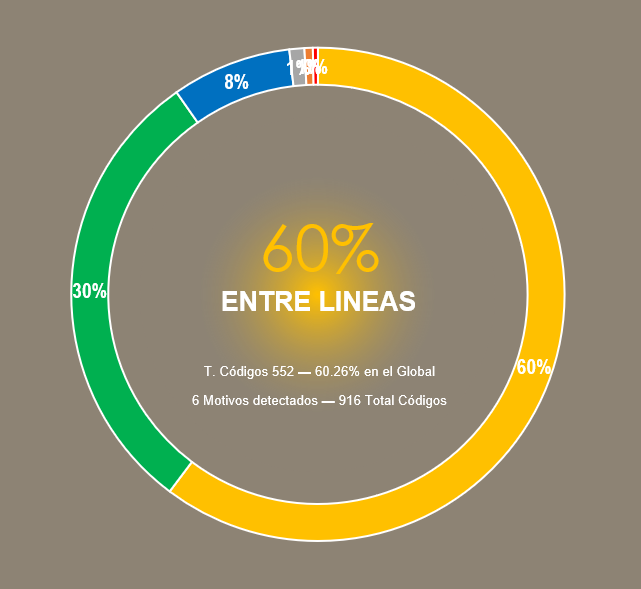 8%
30%
60%
60%
ENTRE LINEAS
T. Códigos 552 — 60.26% en el Global
6 Motivos detectados — 916 Total Códigos